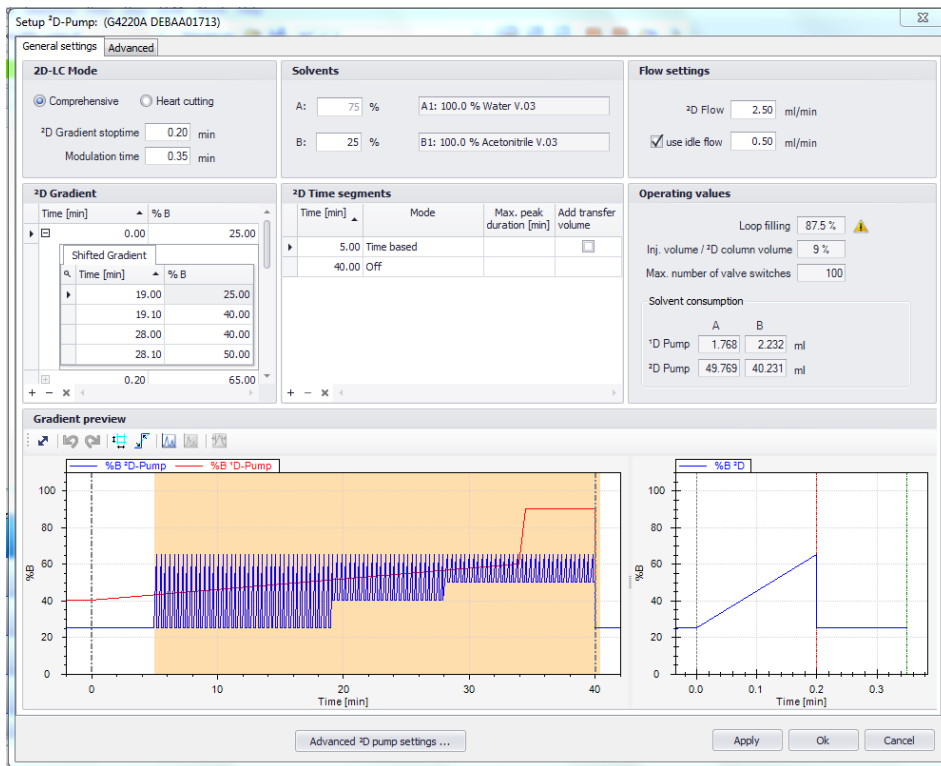 Setup ²D-Pump: (G4220A DEBAA01713)
General settings Advanced
2D-LC Mode
Comprehensive Heart cutting
²D Gradient stoptime 0.20 min
Modulation time 0.35 min
Solvents
A: 75 % A1: 100.0 % Water V.03
B: 25 % B1: 100.0 % Acetonitrile V.03
Flow settings
²D Flow 2.50 ml/min
use idle flow 0.50 ml/min
²D Gradient
Time [min] % B
0.00 25.00
Shifted Gradient
Time [min] % B
19.00 25.00
19.10 40.00
28.00 40.00
28.10 50.00
0.20 65.00
²D Time segments
Time [min] Mode Max. peak duration [min] Add transfer volume
5.00 Time based
40.00 Off
Operating values
Loop filling 87.5 %
Inj. volume / ²D column volume 9 %
Max. number of valve switches 100
Solvent consumption
A B
¹D Pump 1.768 2.232 ml
²D Pump 49.769 40.231 ml
Gradient preview
%B ²D-Pump %B ¹D-Pump
100
80
60
40
20
0
%B
0 10 20 30 40
Time [min]
%B ²D
100
80
60
40
20
0
%B
0.0 0.1 0.2 0.3
Time [min]
Advanced ²D pump settings ...
Apply Ok Cancel